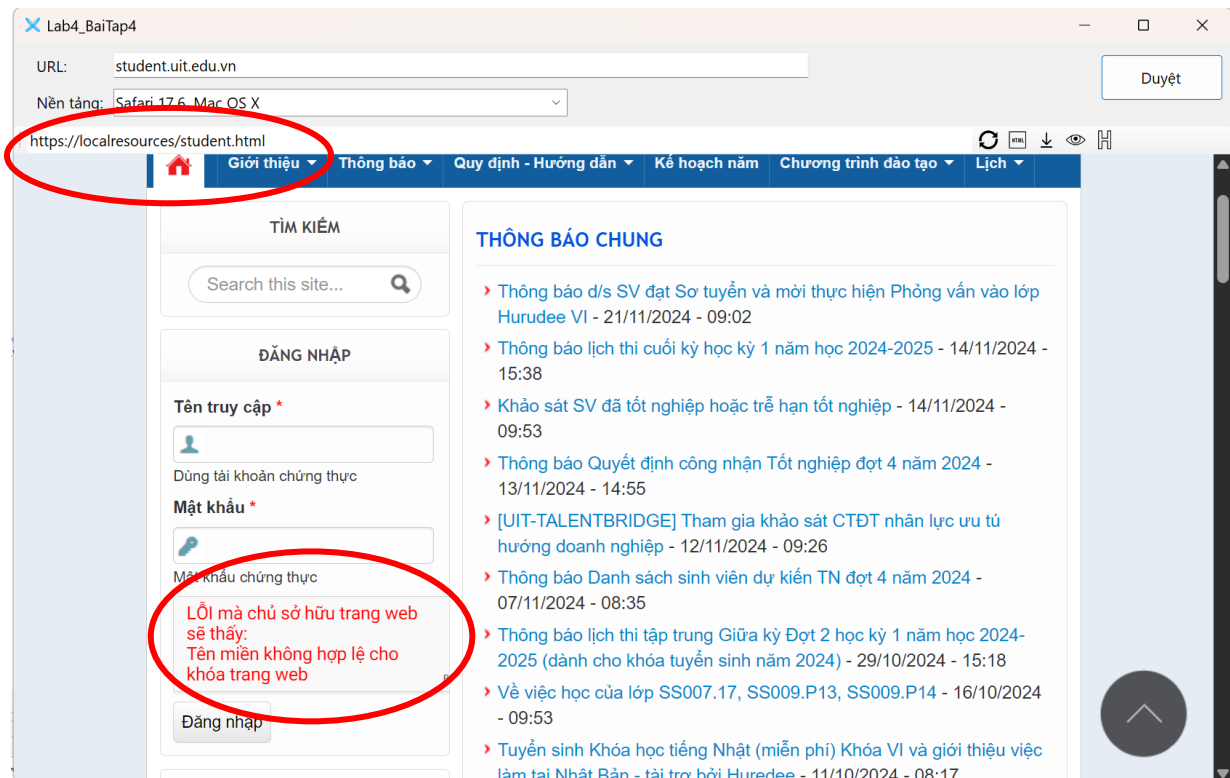 Lab4_BaiTap4
URL:
student.uit.edu.vn
Duyệt
Nền tảng:
Safari 17.6, Mac OS X
https://localresources/student.html
HTML
Giới thiệu
Thông báo
Quy định - Hướng dẫn
Kế hoạch năm
Chương trình đào tạo
Lịch
TÌM KIẾM
Search this site...
ĐĂNG NHẬP
Tên truy cập *
Dùng tài khoản chứng thực
Mật khẩu *
Mật khẩu chứng thực
LỖI mà chủ sở hữu trang web
sẽ thấy:
Tên miền không hợp lệ cho
khóa trang web
Đăng nhập
THÔNG BÁO CHUNG
Thông báo d/s SV đạt Sơ tuyển và mời thực hiện Phỏng vấn vào lớp
Hurudee VI - 21/11/2024 - 09:02
Thông báo lịch thi cuối kỳ học kỳ 1 năm học 2024-2025 - 14/11/2024 -
15:38
Khảo sát SV đã tốt nghiệp hoặc trễ hạn tốt nghiệp - 14/11/2024 -
09:53
Thông báo Quyết định công nhận Tốt nghiệp đợt 4 năm 2024 -
13/11/2024 - 14:55
[UIT-TALENTBRIDGE] Tham gia khảo sát CTĐT nhân lực ưu tú
hướng doanh nghiệp - 12/11/2024 - 09:26
Thông báo Danh sách sinh viên dự kiến TN đợt 4 năm 2024 -
07/11/2024 - 08:35
Thông báo lịch thi tập trung Giữa kỳ Đợt 2 học kỳ 1 năm học 2024-
2025 (dành cho khóa tuyển sinh năm 2024) - 29/10/2024 - 15:18
Về việc học của lớp SS007.17, SS009.P13, SS009.P14 - 16/10/2024
- 09:53
Tuyển sinh Khóa học tiếng Nhật (miễn phí) Khóa VI và giới thiệu việc
làm tại Nhật Bản - tài trợ bởi Huredee - 11/10/2024 - 08:17